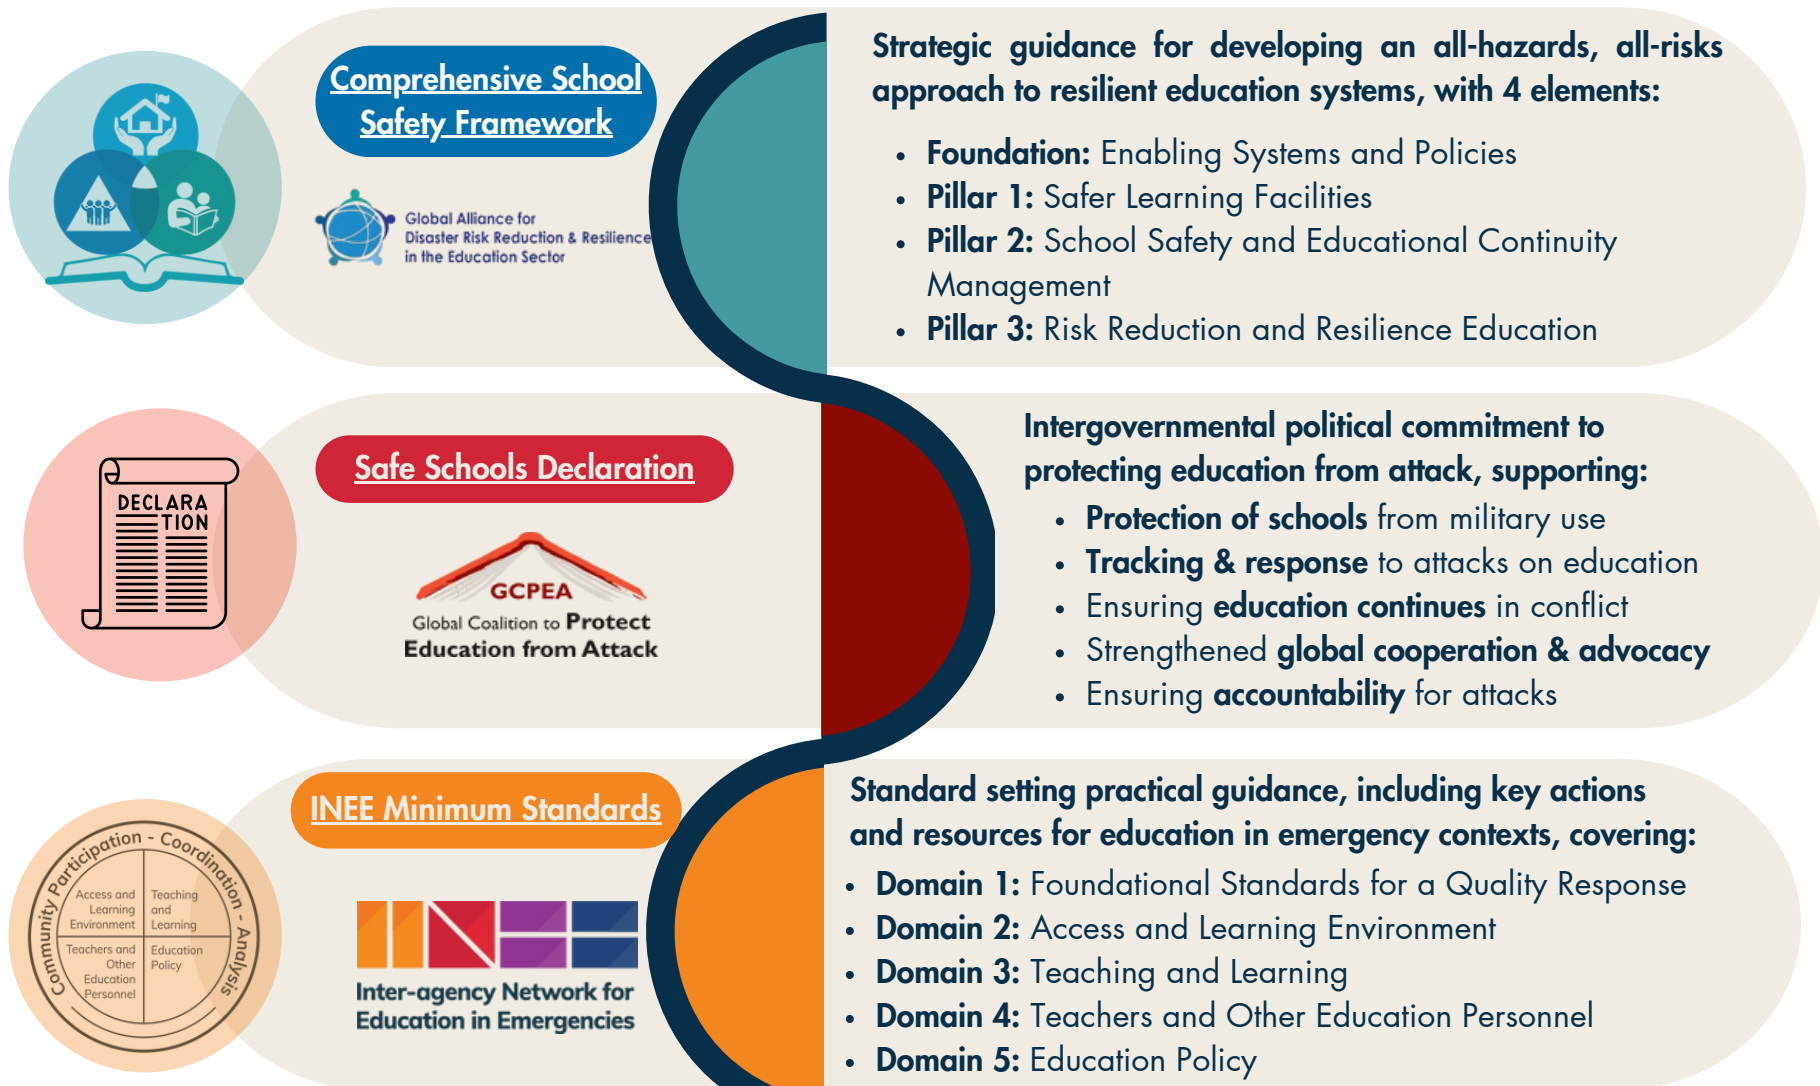 Comprehensive School
Safety Framework
Global Alliance for
Disaster Risk Reduction & Resilience
in the Education Sector
Strategic guidance for developing an all-hazards, all-risks
approach to resilient education systems, with 4 elements:
• Foundation: Enabling Systems and Policies
• Pillar 1: Safer Learning Facilities
• Pillar 2: School Safety and Educational Continuity
Management
• Pillar 3: Risk Reduction and Resilience Education
DECLARA
TION
Safe Schools Declaration
GCPEA
Global Coalition to Protect
Education from Attack
Intergovernmental political commitment to
protecting education from attack, supporting:
• Protection of schools from military use
• Tracking & response to attacks on education
• Ensuring education continues in conflict
• Strengthened global cooperation & advocacy
• Ensuring accountability for attacks
Community Participation - Coordination - Analysis
Access and
Learning
Environment
Teaching
and
Learning
Teachers and
Other
Education
Personnel
Education
Policy
INEE Minimum Standards
INEE
Inter-agency Network for
Education in Emergencies
Standard setting practical guidance, including key actions
and resources for education in emergency contexts, covering:
• Domain 1: Foundational Standards for a Quality Response
• Domain 2: Access and Learning Environment
• Domain 3: Teaching and Learning
• Domain 4: Teachers and Other Education Personnel
• Domain 5: Education Policy